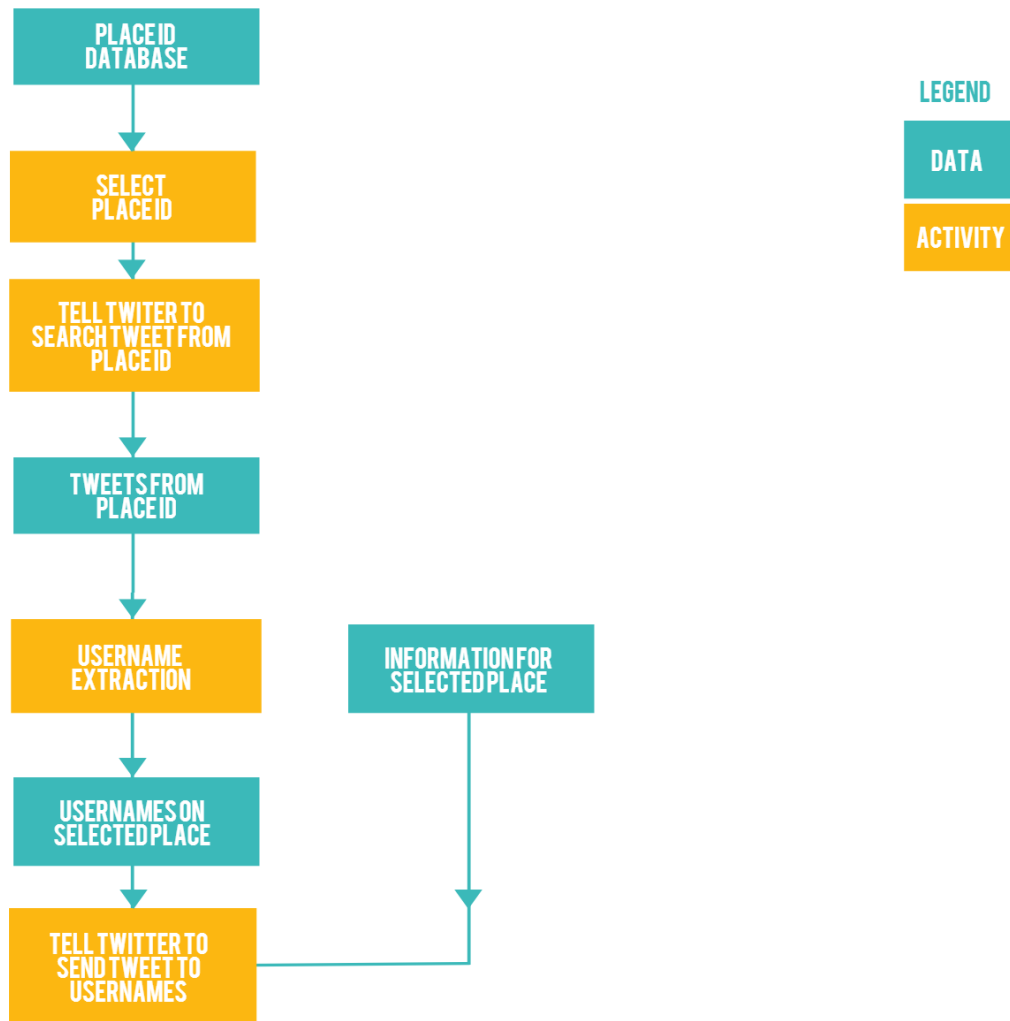 PLACE ID
DATABASE
LEGEND
DATA
SELECT
PLACE ID
ACTIVITY
TELL TWITER TO
SEARCH TWEET FROM
PLACE ID
TWEETS FROM
PLACE ID
USERNAME
EXTRACTION
INFORMATION FOR
SELECTED PLACE
USERNAMES ON
SELECTED PLACE
TELL TWITTER TO
SEND TWEET TO
USERNAMES